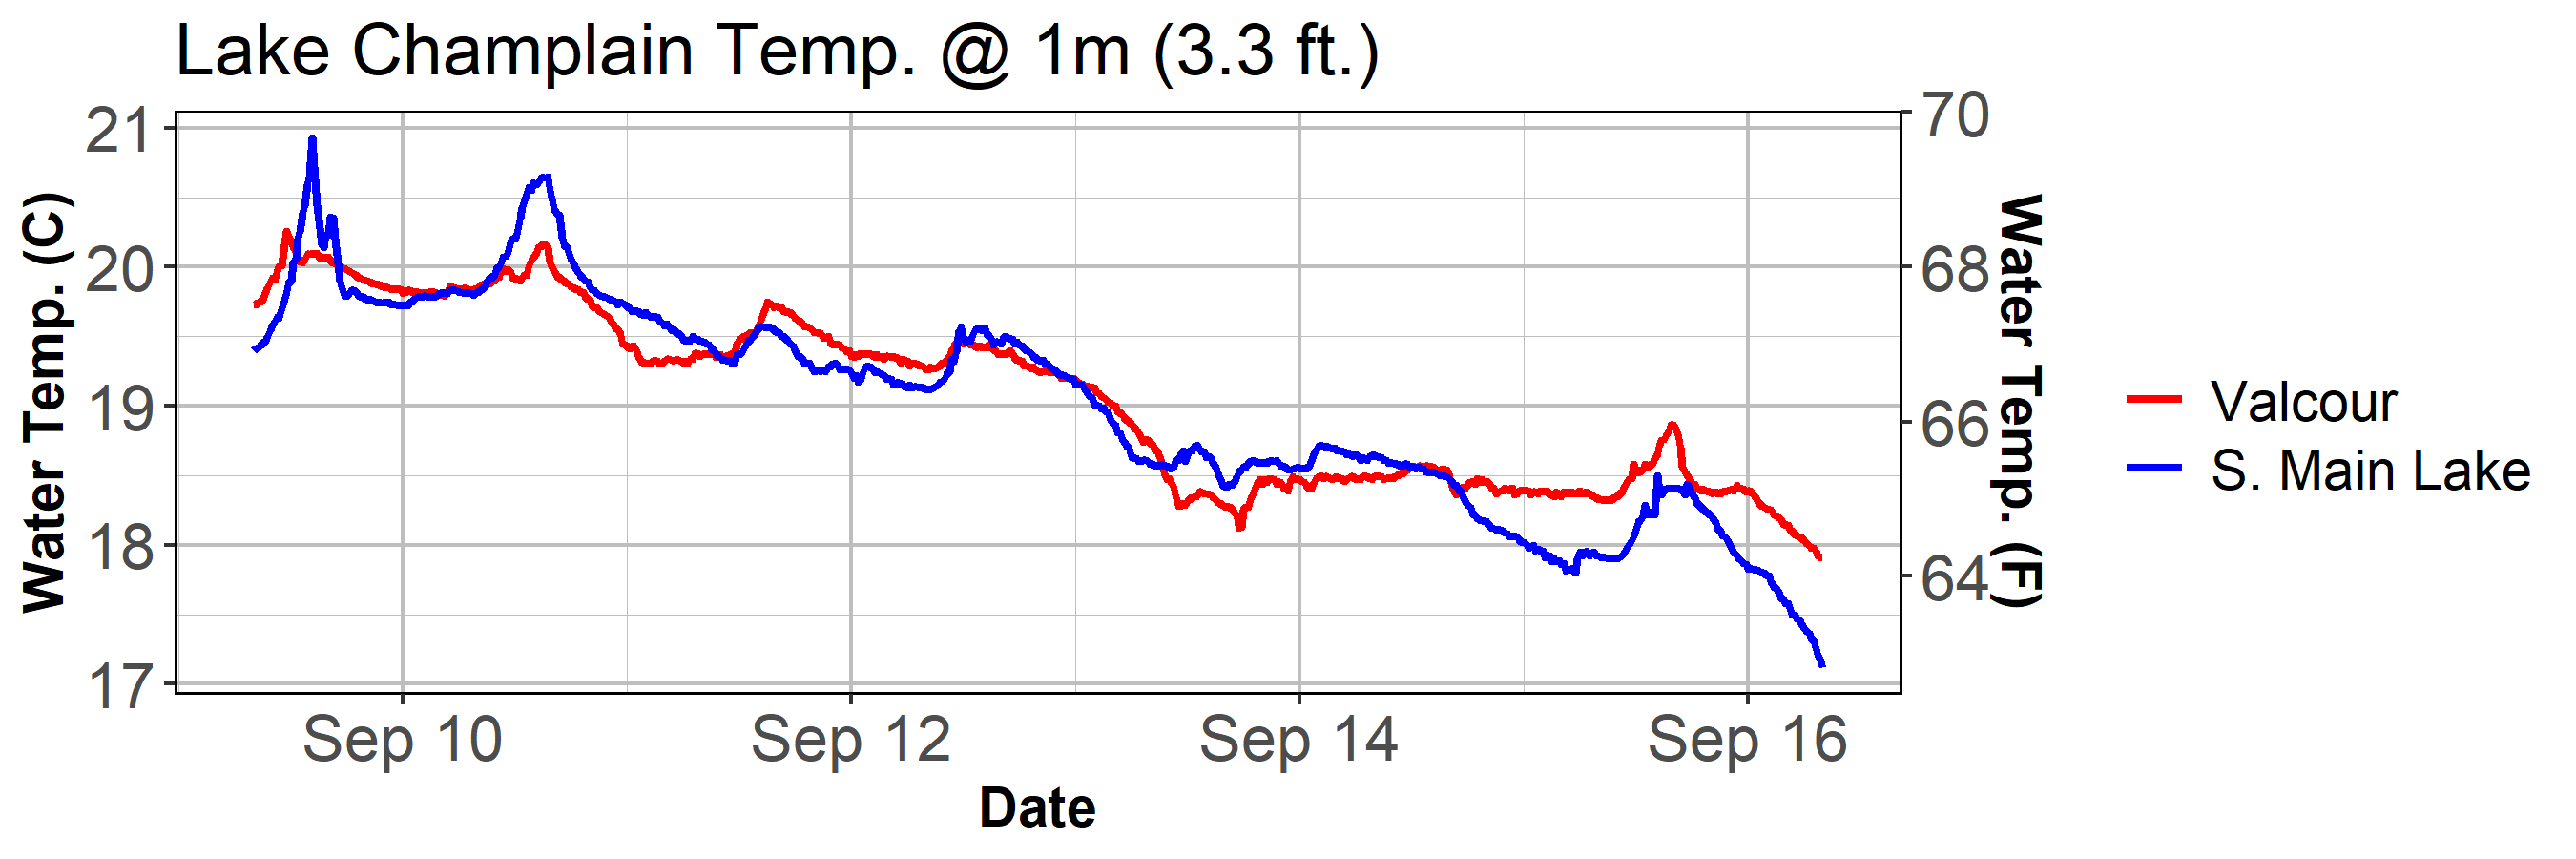 Lake Champlain Temp. @ 1m (3.3 ft.)
Water Temp. (C)
21
20
19
18
17
70
68
66
64
Water Temp. (F)
Sep 10
Sep 12
Sep 14
Sep 16
Date
Valcour
S. Main Lake